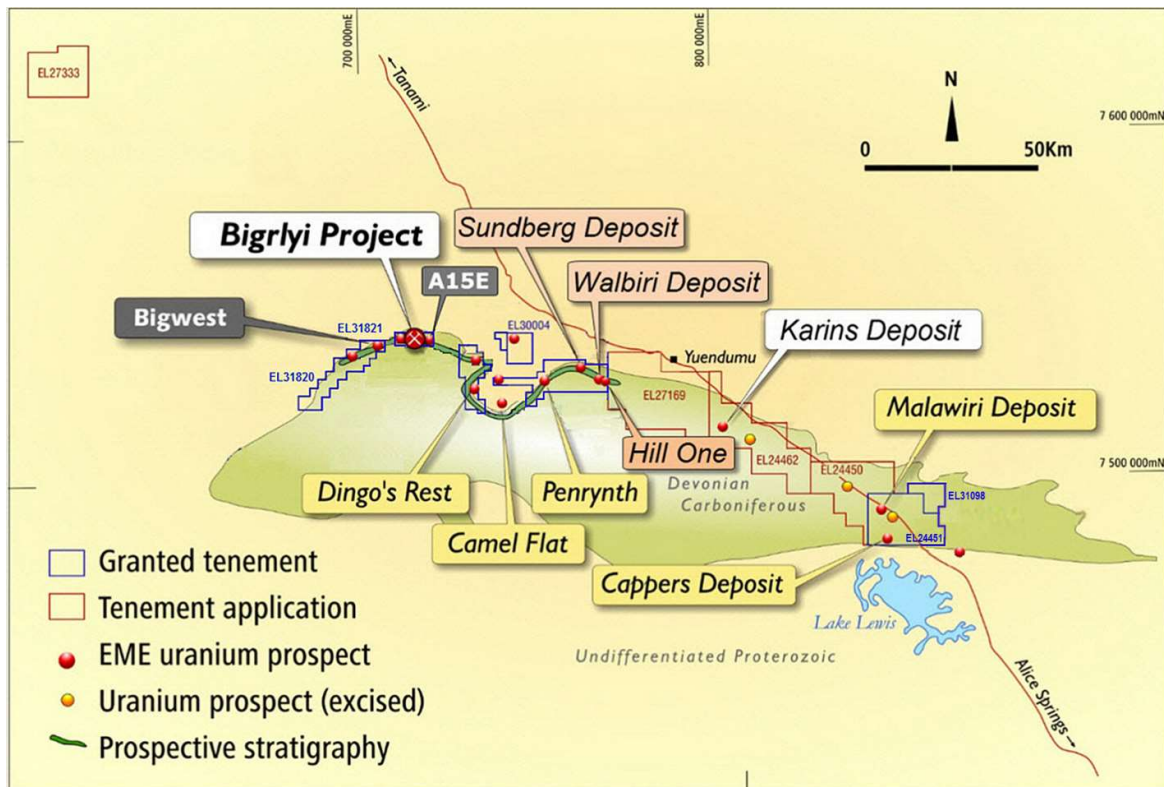 700 000mE
800 000mE
EL27333
Tanami
N
7 600 000mN
0 50Km
Bigrlyi Project
Sundberg Deposit
A15E
Walbiri Deposit
Bigwest
EL31821
EL30004
Karins Deposit
Yuendumu
EL31820
EL27169
Malawiri Deposit
Hill One
EL24462
EL24450
7 500 000mN
Dingo's Rest
Penrynth
Devonian
Carboniferous
EL31098
Camel Flat
EL24451
Cappers Deposit
Lake Lewis
Undifferentiated Proterozoic
Alice Springs
Granted tenement
Tenement application
EME uranium prospect
Uranium prospect (excised)
Prospective stratigraphy